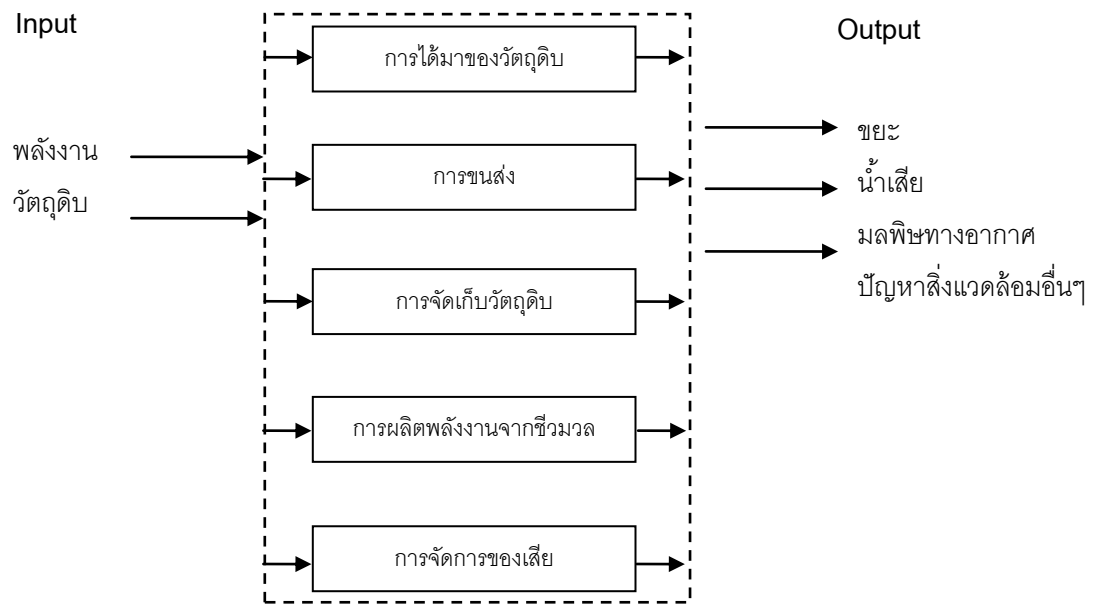 Input
Output
การได้มาของวัตถุดิบ
พลังงาน
วัตถุดิบ
การขนส่ง
การจัดเก็บวัตถุดิบ
การผลิตพลังงานจากชีวมวล
การจัดการของเสีย
ขยะ
น้ำเสีย
มลพิษทางอากาศ
ปัญหาสิ่งแวดล้อมอื่นๆ